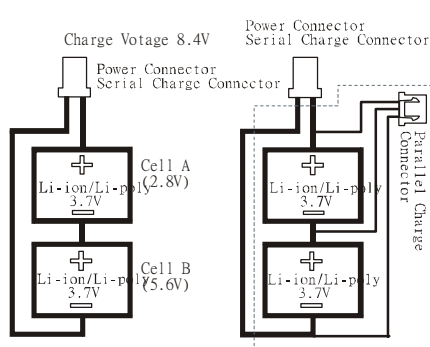 Charge Votage 8.4V
Power Connector
Serial Charge Connector
Cell A
(2.8V)
Li-ion/Li-poly
3.7V
Cell B
(5.6V)
Li-ion/Li-poly
3.7V
Power Connector
Serial Charge Connector
Parallel Charge
Connector
Li-ion/Li-poly
3.7V
Li-ion/Li-poly
3.7V